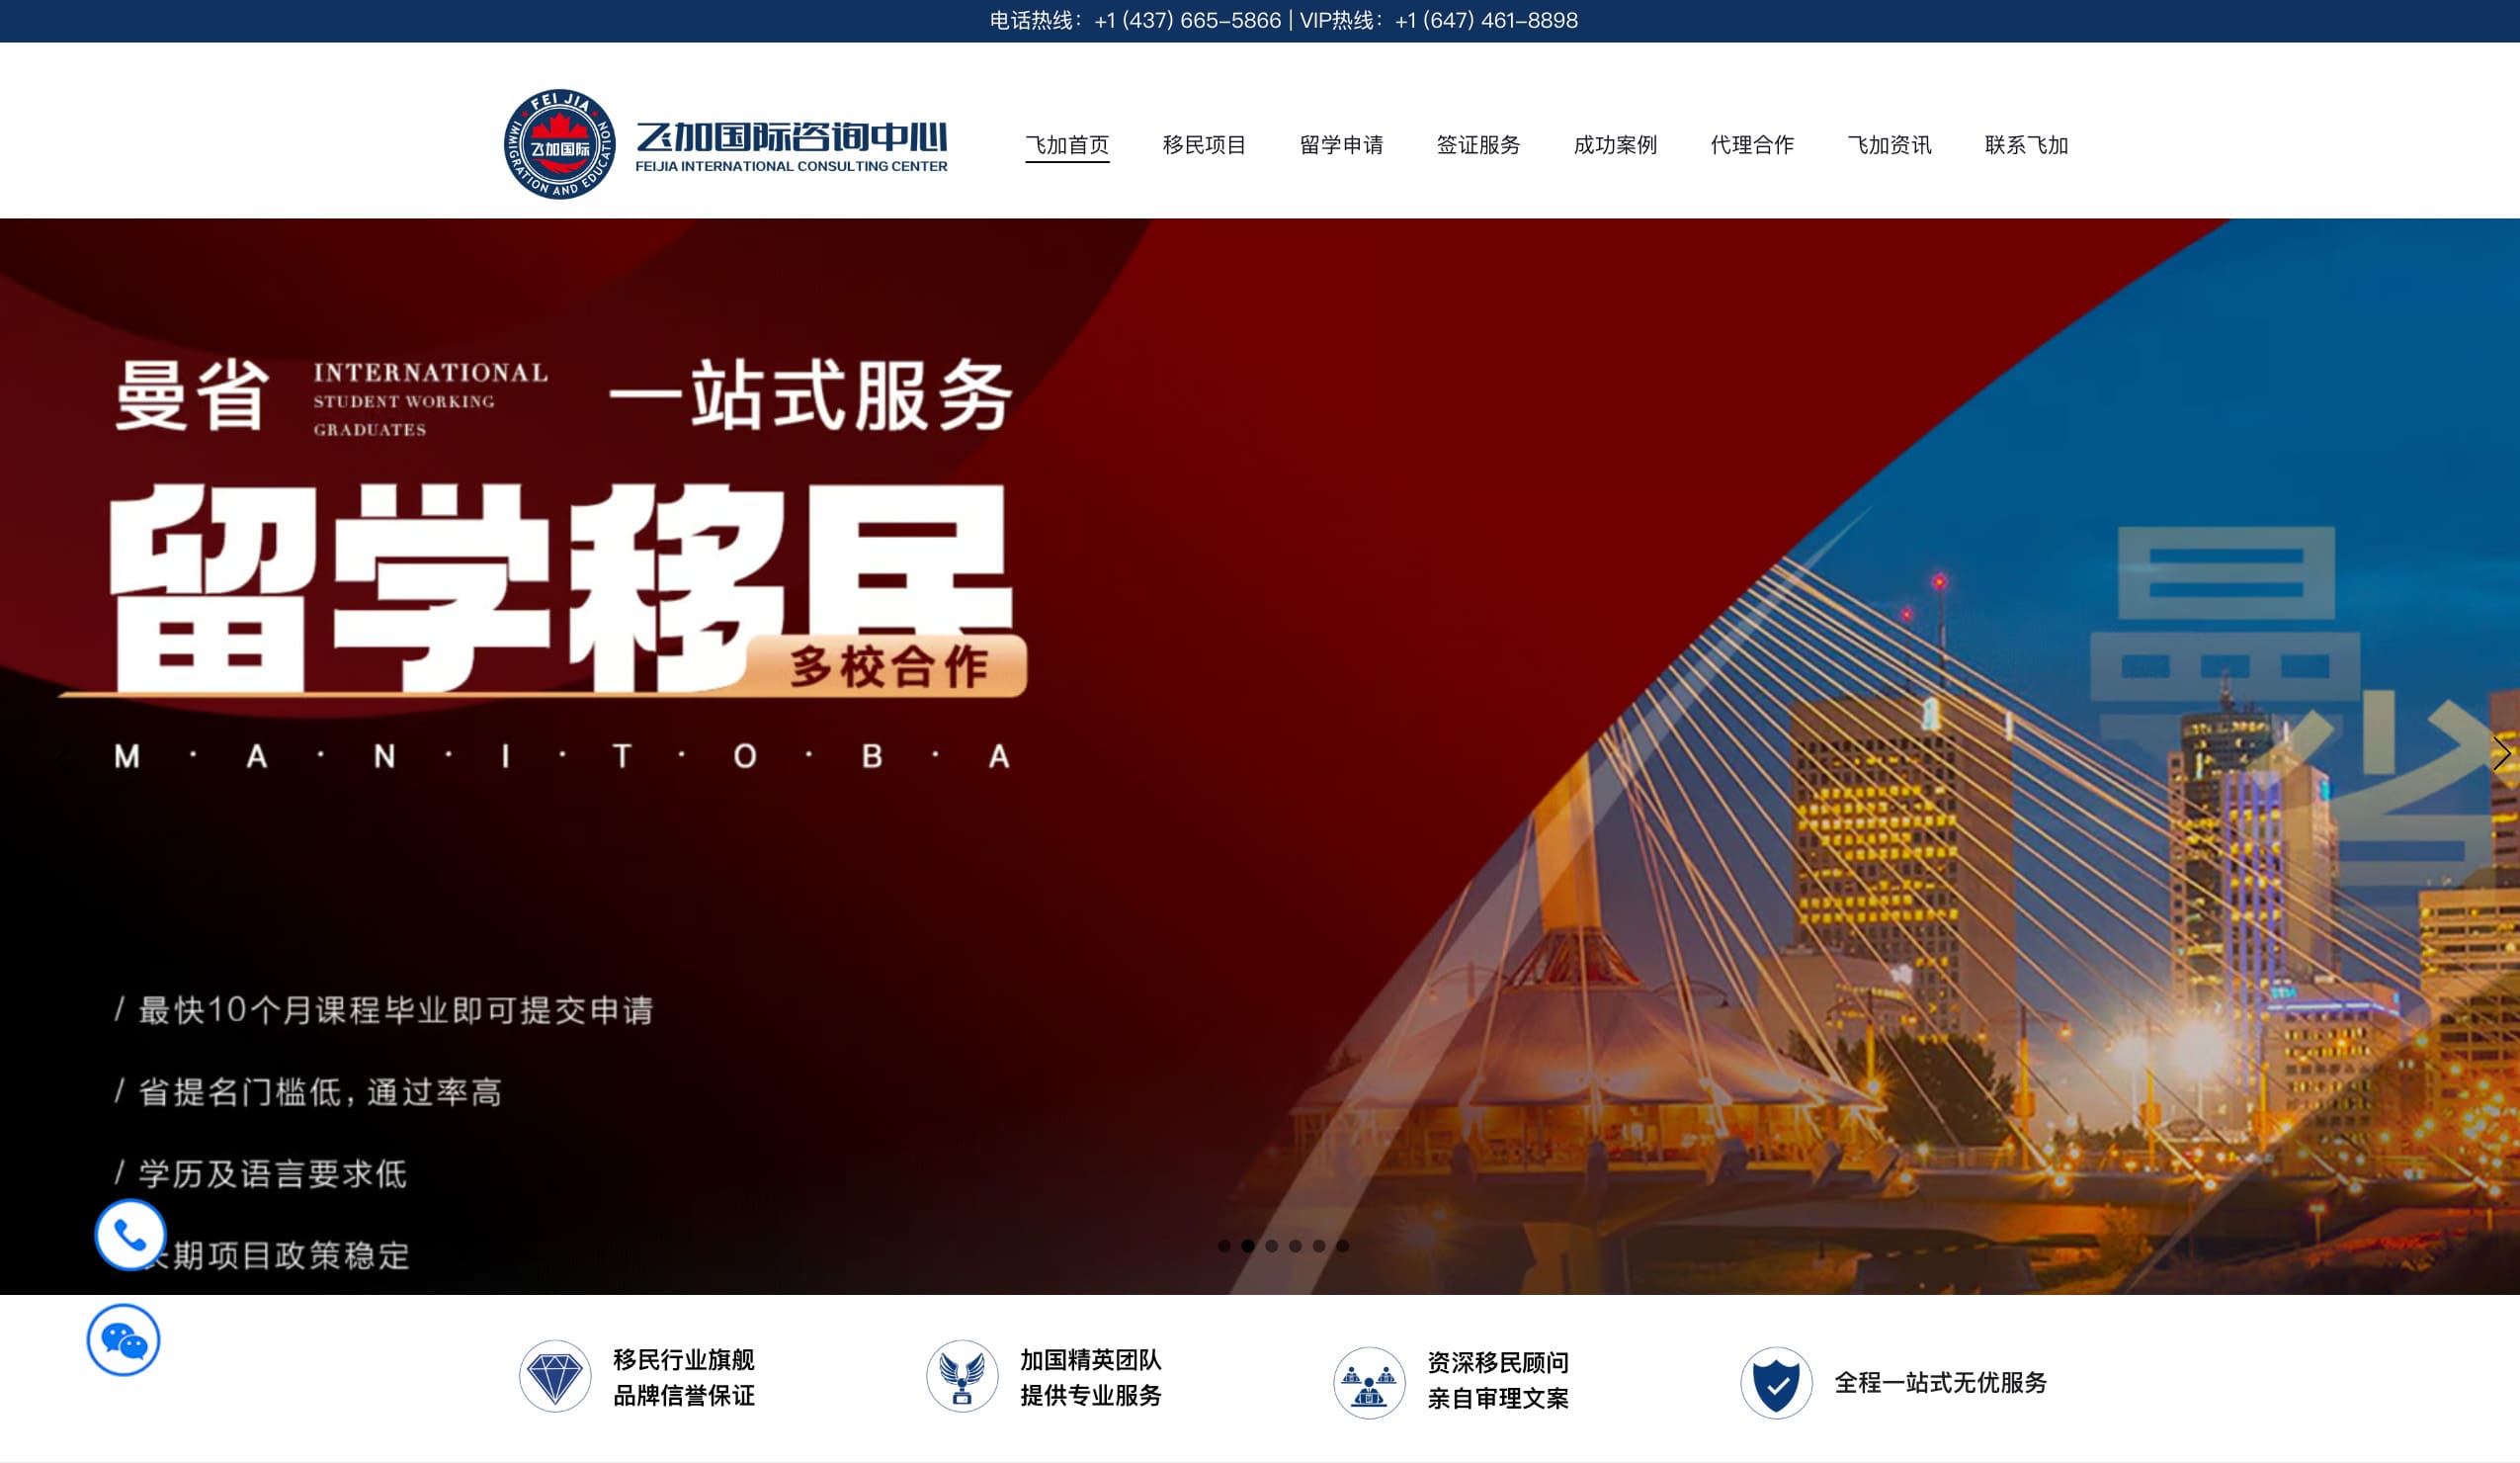 电话热线：+1 (437) 665-5866 | VIP热线：+1 (647) 461-8898
FEI JIA
飞加国际
IMMIGRATION AND EDUCATION
飞加国际咨询中心
FEIJIA INTERNATIONAL CONSULTING CENTER
飞加首页 移民项目 留学申请 签证服务 成功案例 代理合作 飞加资讯 联系飞加
曼省 INTERNATIONAL 一站式服务
STUDENT WORKING
GRADUATES
留学移民
多校合作
M · A · N · I · T · O · B · A
曼省
/ 最快10个月课程毕业即可提交申请
/ 省提名门槛低，通过率高
/ 学历及语言要求低
期项目政策稳定
移民行业旗舰
品牌信誉保证
加国精英团队
提供专业服务
资深移民顾问
亲自审理文案
全程一站式无优服务